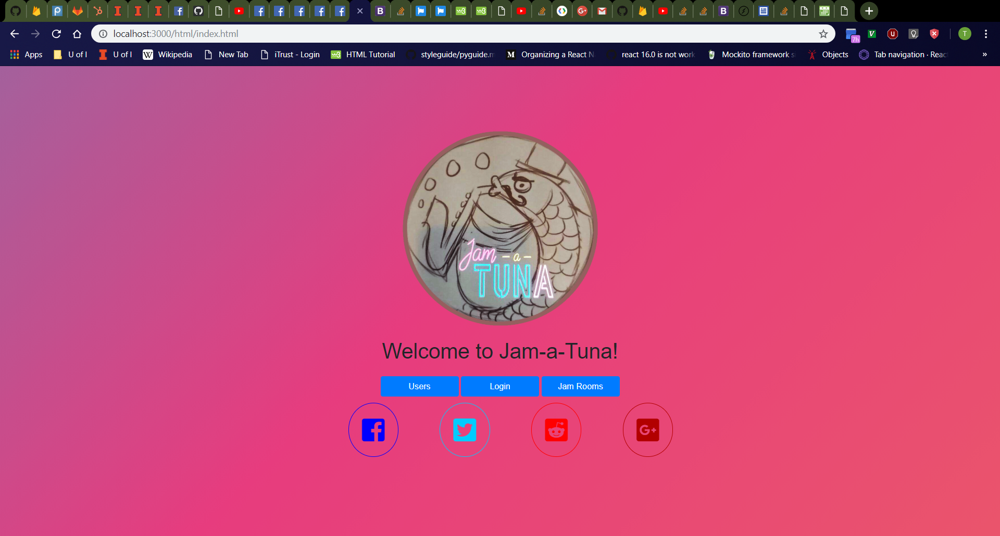 localhost:3000/html/index.html
7h
T
Apps
U of I
U of I
Wikipedia
New Tab
iTrust - Login
HTML Tutorial
styleguide/pyguide.m
Organizing a React N
react 16.0 is not work
Mockito framework si
Objects
Tab navigation · Reac
»
Jam
-a-
TUNA
Welcome to Jam-a-Tuna!
Users
Login
Jam Rooms